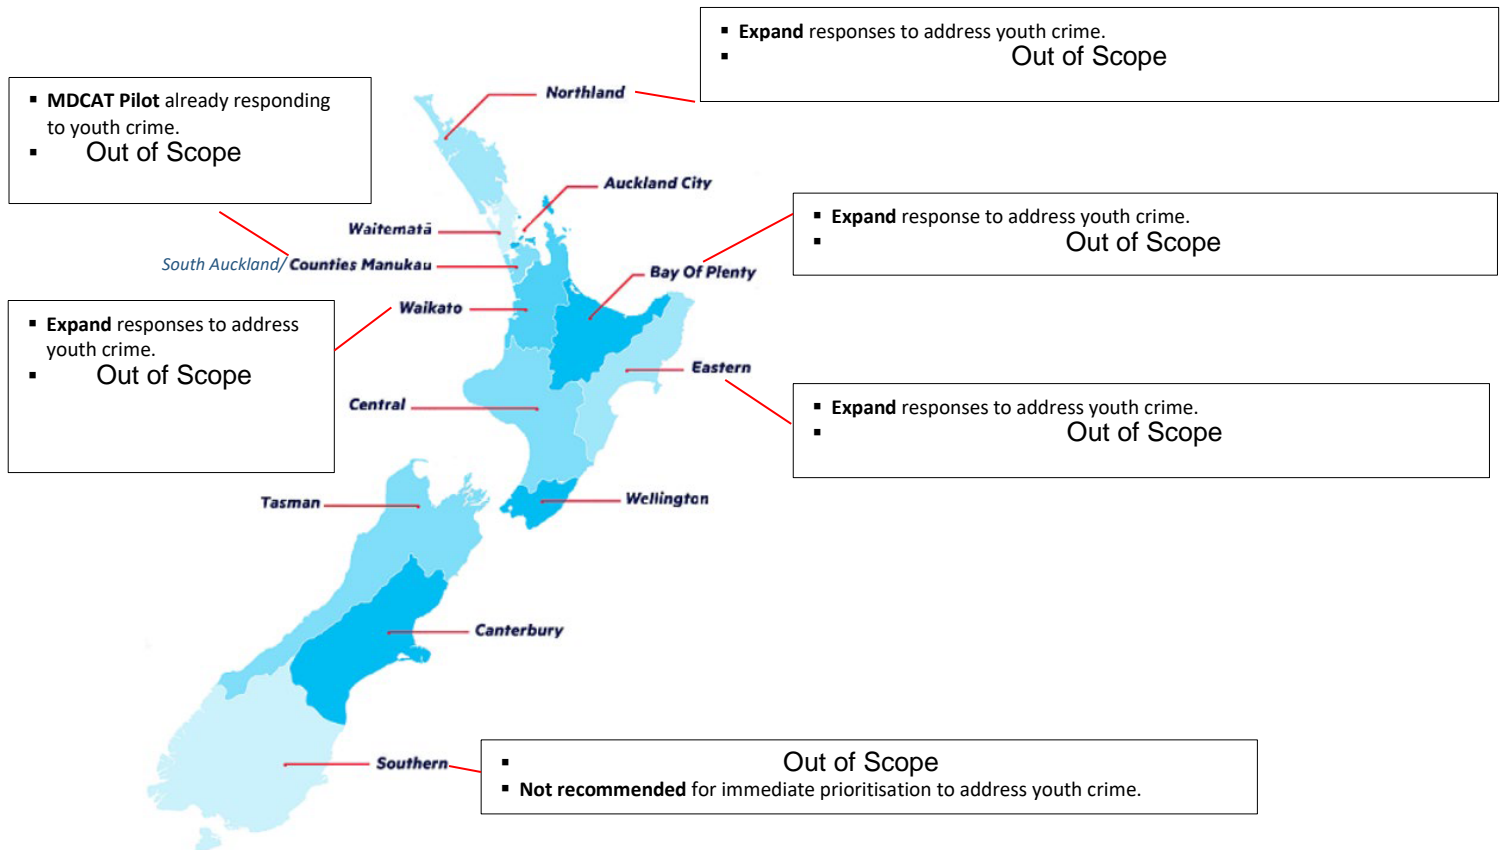 ▪ Expand responses to address youth crime.
▪ Out of Scope
▪ MDCAT Pilot already responding
to youth crime.
▪ Out of Scope
Northland
Auckland City
▪ Expand response to address youth crime.
▪ Out of Scope
Waitematā
South Auckland/ Counties Manukau
Bay Of Plenty
Waikato
▪ Expand responses to address
youth crime.
▪ Out of Scope
Eastern
Central
▪ Expand responses to address youth crime.
▪ Out of Scope
Tasman
Wellington
Canterbury
Southern
▪ Out of Scope
▪ Not recommended for immediate prioritisation to address youth crime.